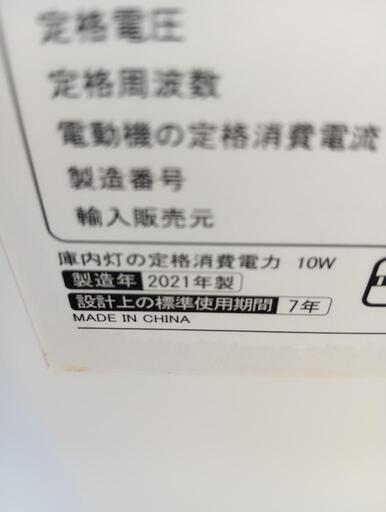 定格電圧
定格周波数
電動機の定格消費電流
製造番号
輸入販売元
庫内灯の定格消費電力 10W
製造年 2021年製
設計上の標準使用期間 7年
MADE IN CHINA